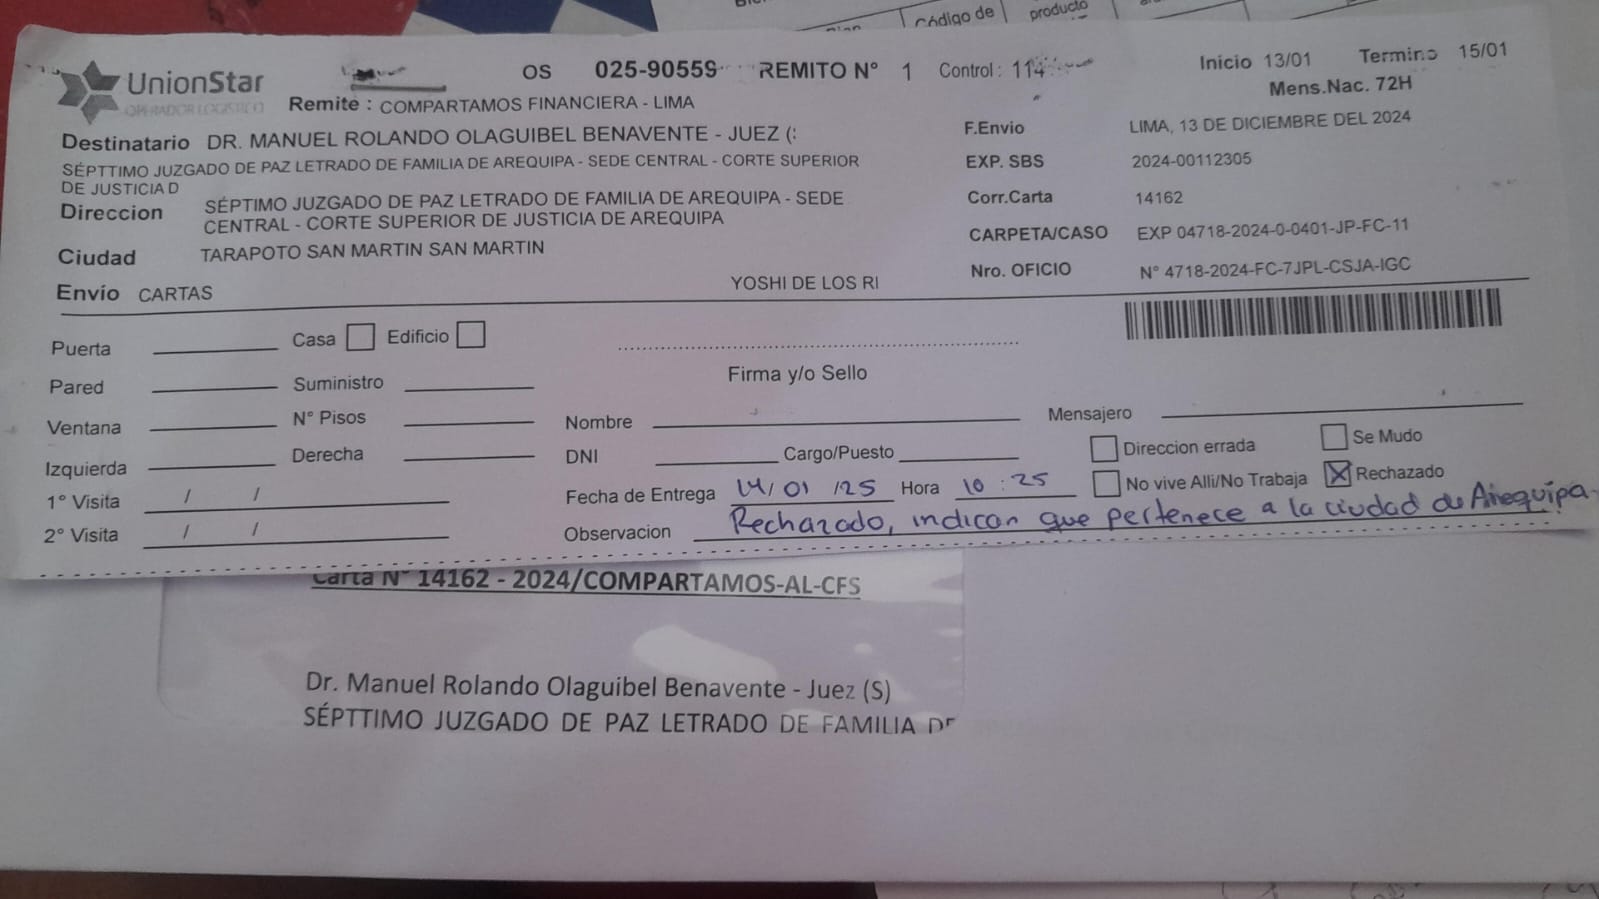 código de
producto
UnionStar
OPERADOR LOGISTICO
OS 025-90559 REMITO N° 1 Control : 114
Inicio 13/01 Termino 15/01
Mens.Nac. 72H
Remite : COMPARTAMOS FINANCIERA - LIMA
Destinatario DR. MANUEL ROLANDO OLAGUIBEL BENAVENTE - JUEZ (:
SÉPTTIMO JUZGADO DE PAZ LETRADO DE FAMILIA DE AREQUIPA - SEDE CENTRAL - CORTE SUPERIOR
DE JUSTICIA D
Direccion SÉPTIMO JUZGADO DE PAZ LETRADO DE FAMILIA DE AREQUIPA - SEDE
CENTRAL - CORTE SUPERIOR DE JUSTICIA DE AREQUIPA
Ciudad TARAPOTO SAN MARTIN SAN MARTIN
Envío CARTAS
YOSHI DE LOS RI
F.Envio LIMA, 13 DE DICIEMBRE DEL 2024
EXP. SBS 2024-00112305
Corr.Carta 14162
CARPETA/CASO EXP 04718-2024-0-0401-JP-FC-11
Nro. OFICIO N° 4718-2024-FC-7JPL-CSJA-IGC
Puerta Casa Edificio
Pared Suministro
Ventana N° Pisos
Izquierda Derecha
1° Visita / /
2° Visita / /
Firma y/o Sello
Nombre Mensajero
DNI Cargo/Puesto
Direccion errada Se Mudo
No vive Alli/No Trabaja Rechazado
Fecha de Entrega 14/01/25 Hora 10:25
Observacion Rechazado, indican que pertenece a la ciudad de Arequipa.
Carta N° 14162 - 2024/COMPARTAMOS-AL-CFS
Dr. Manuel Rolando Olaguibel Benavente - Juez (S)
SÉPTTIMO JUZGADO DE PAZ LETRADO DE FAMILIA DE